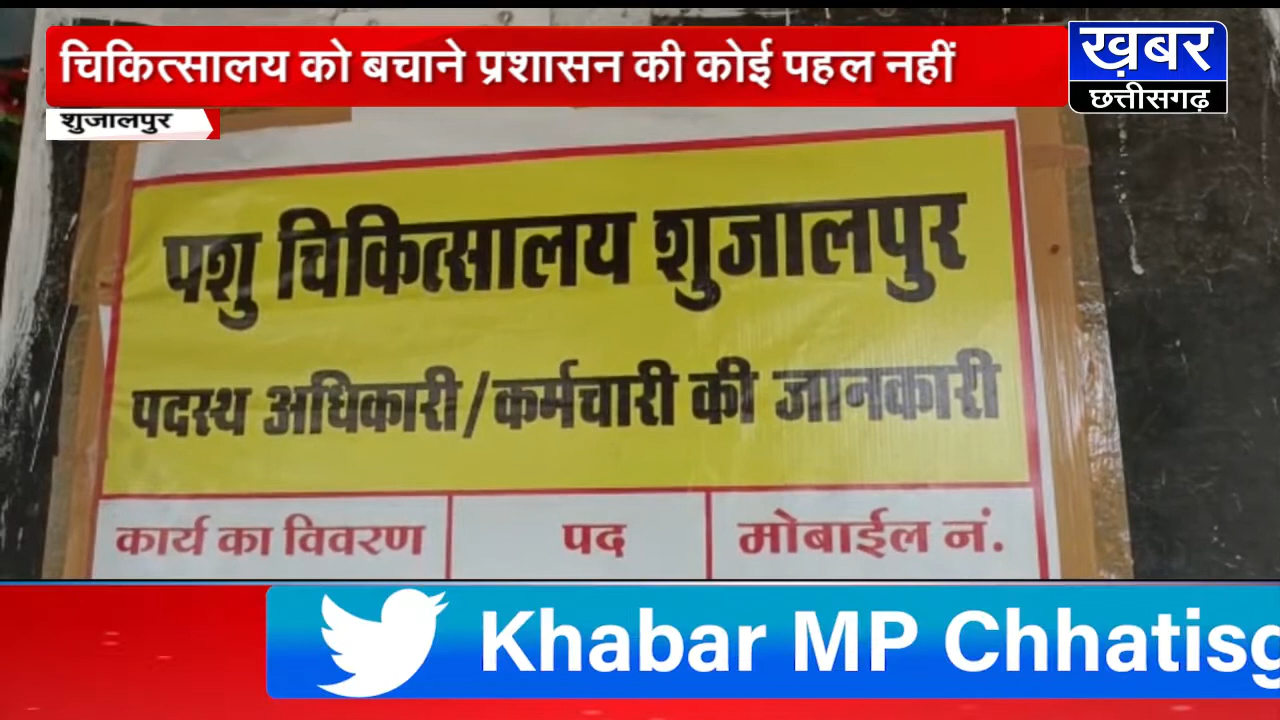 चिकित्सालय को बचाने प्रशासन की कोई पहल नहीं
ख़बर
छत्तीसगढ़
शुजालपुर
पशु चिकित्सालय शुजालपुर
पदस्थ अधिकारी/कर्मचारी की जानकारी
कार्य का विवरण पद मोबाईल नं.
Khabar MP Chhatisg